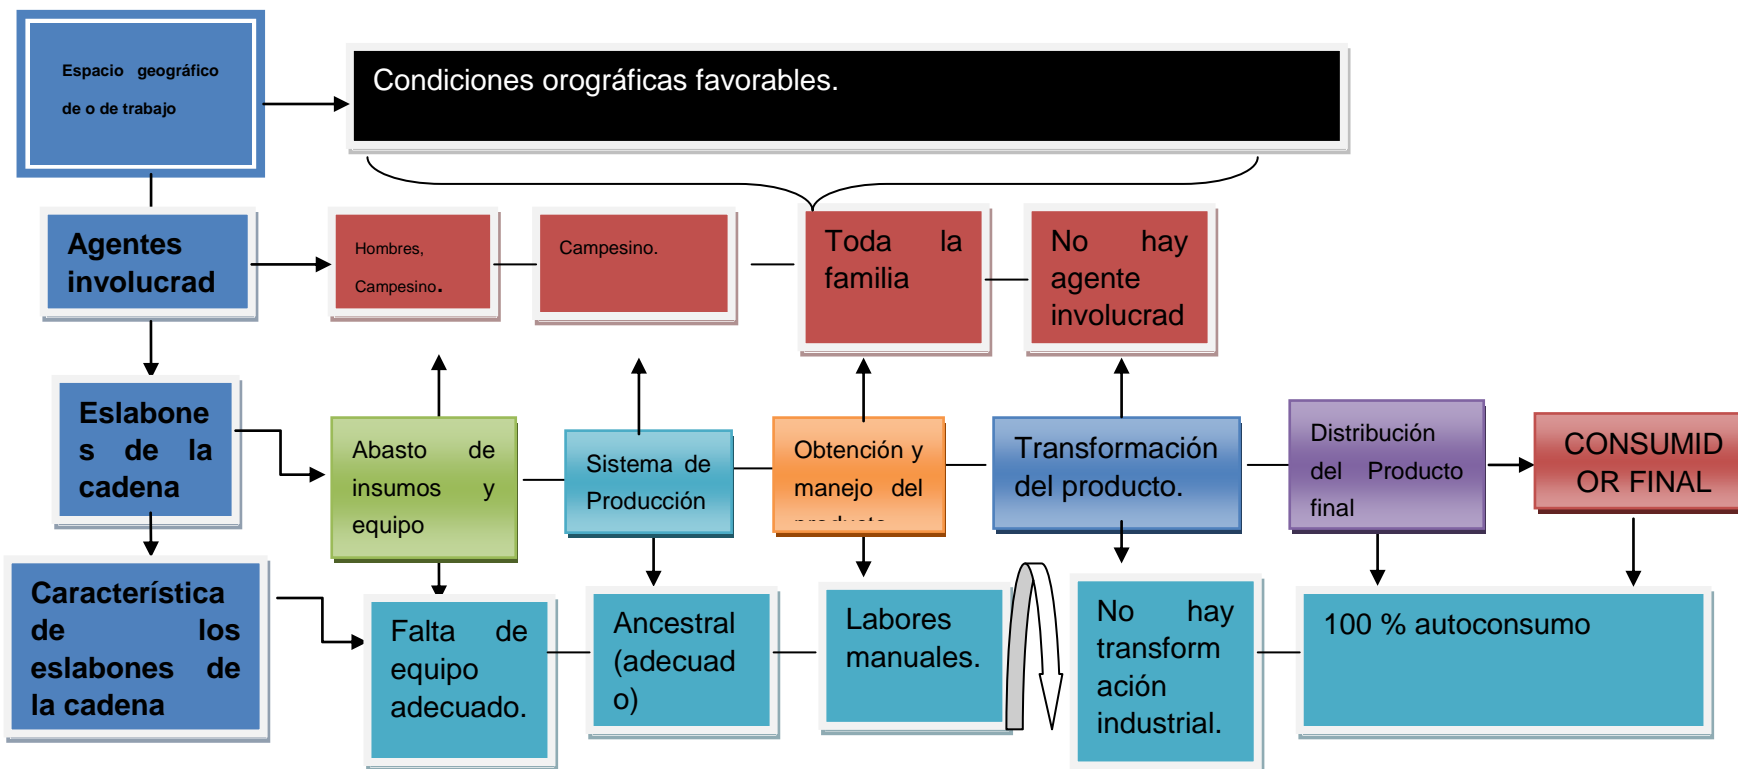 Espacio geográfico
de o de trabajo
Condiciones orográficas favorables.
Agentes
involucrad
Hombres,
Campesino.
Campesino.
Toda la
familia
No hay
agente
involucrad
Eslabone
s de la
cadena
Abasto de
insumos y
equipo
Sistema de
Producción
Obtención y
manejo del
Transformación
del producto.
Distribución
del Producto
final
CONSUMID
OR FINAL
Característica
de los
eslabones de
la cadena
Falta de
equipo
adecuado.
Ancestral
(adecuad
o)
Labores
manuales.
No hay
transform
ación
industrial.
100 % autoconsumo